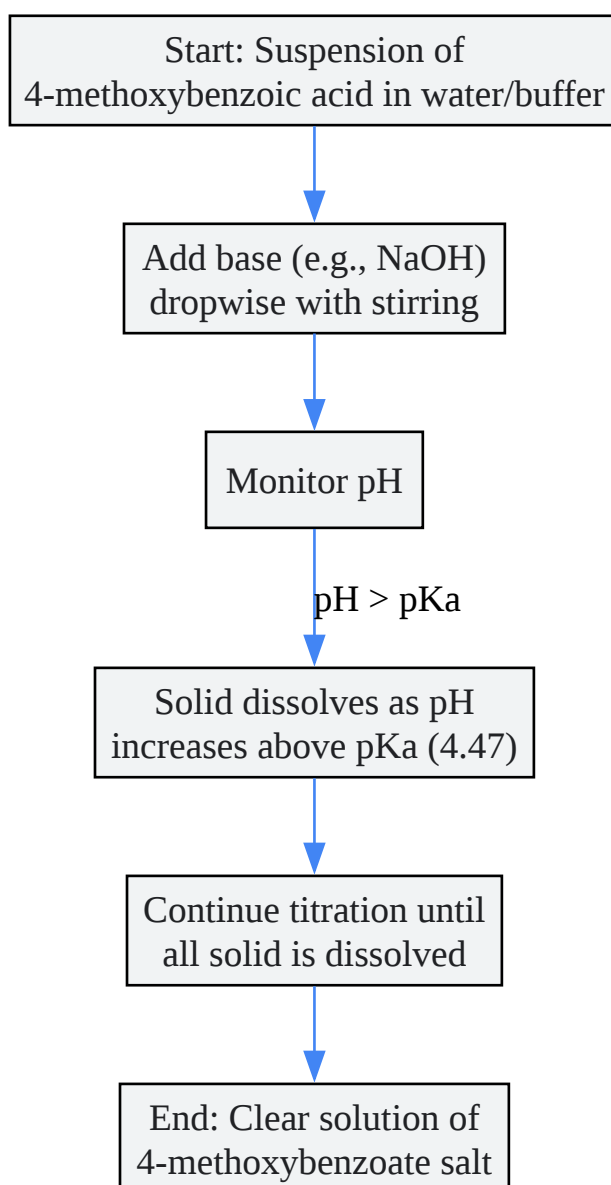 Start: Suspension of
4-methoxybenzoic acid in water/buffer
Add base (e.g., NaOH)
dropwise with stirring
Monitor pH
pH > pKa
Solid dissolves as pH
increases above pKa (4.47)
Continue titration until
all solid is dissolved
End: Clear solution of
4-methoxybenzoate salt